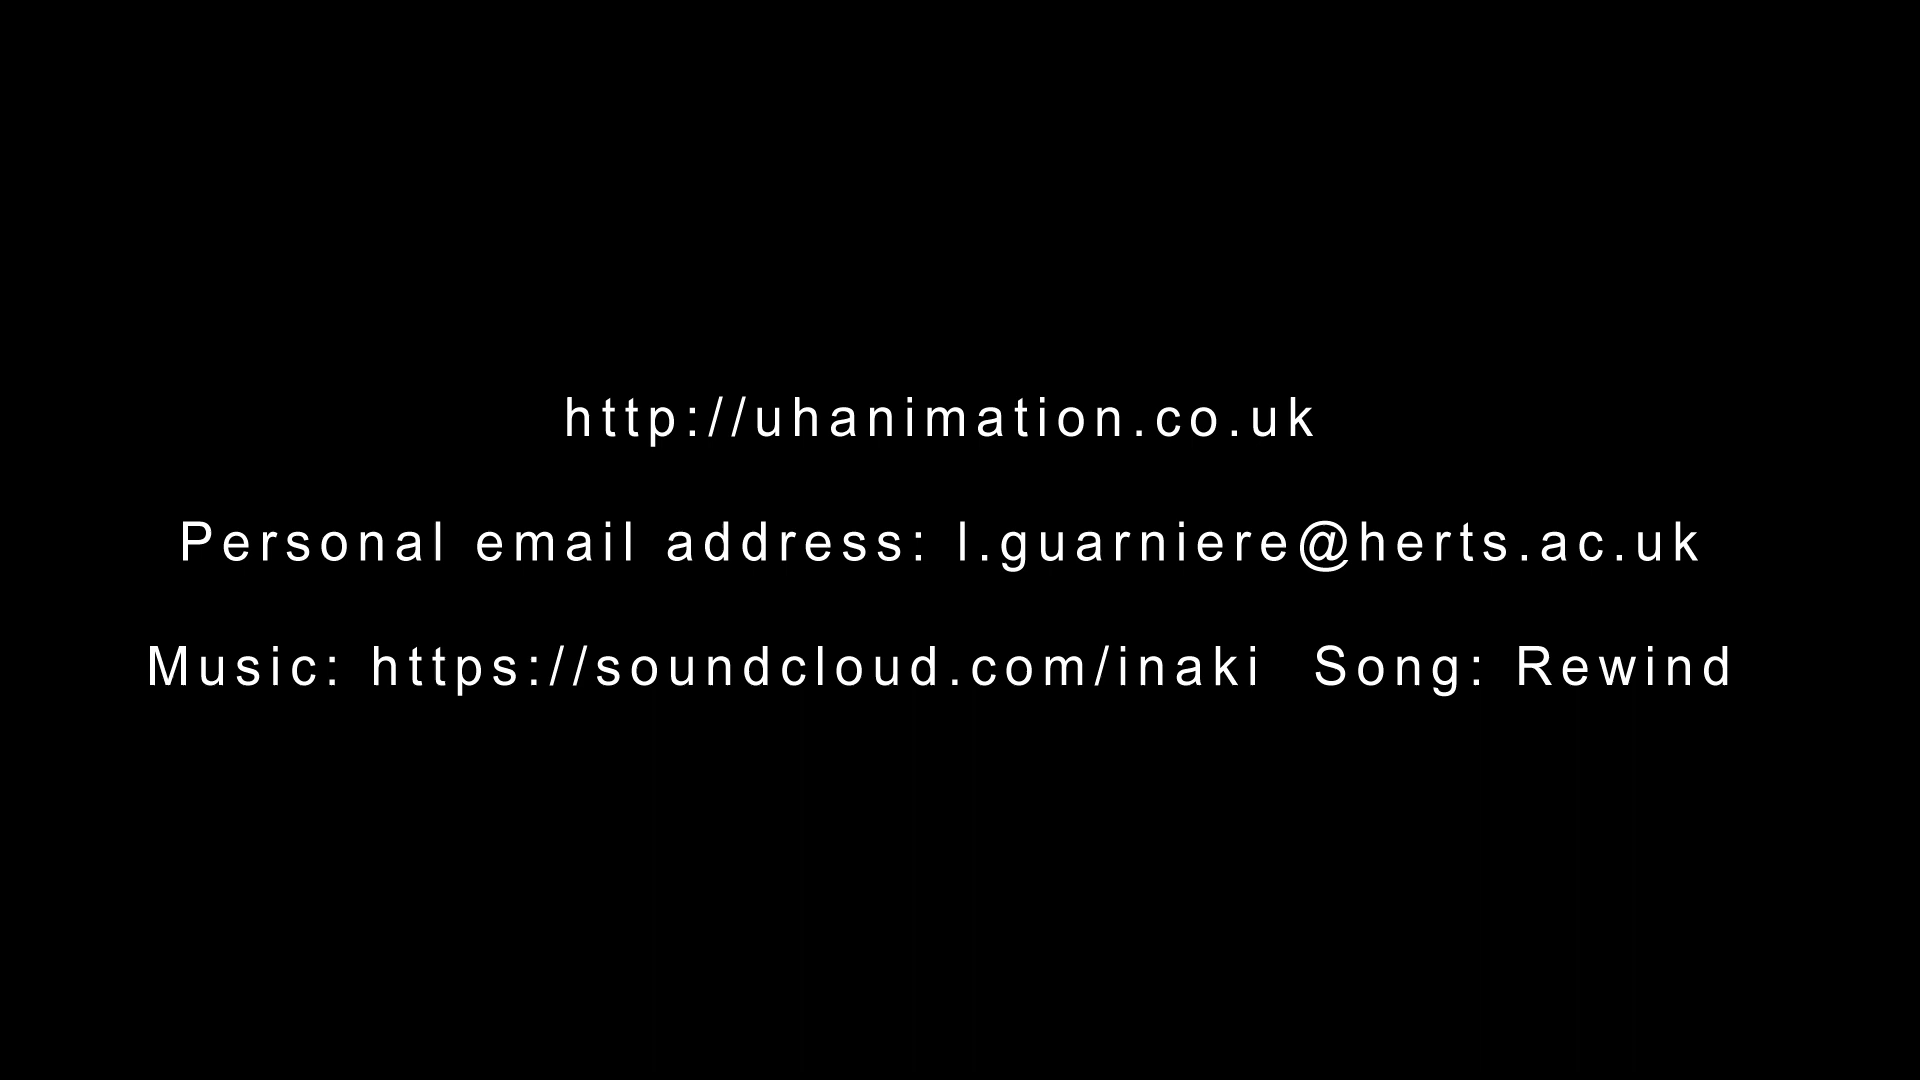 http://uhanimation.co.uk
Personal email address: l.guarniere@herts.ac.uk
Music: https://soundcloud.com/inaki  Song: Rewind